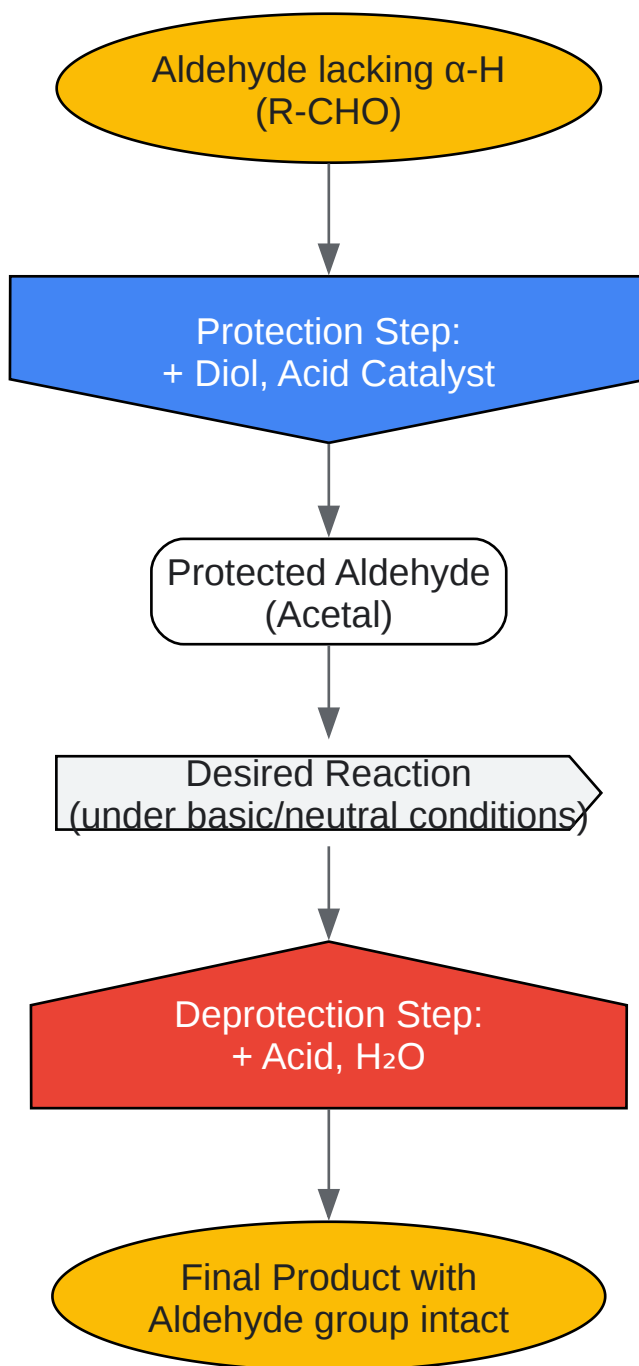 Aldehyde lacking α-H
(R-CHO)
Protection Step:
+ Diol, Acid Catalyst
Protected Aldehyde
(Acetal)
Desired Reaction
(under basic/neutral conditions)
Deprotection Step:
+ Acid, H₂O
Final Product with
Aldehyde group intact